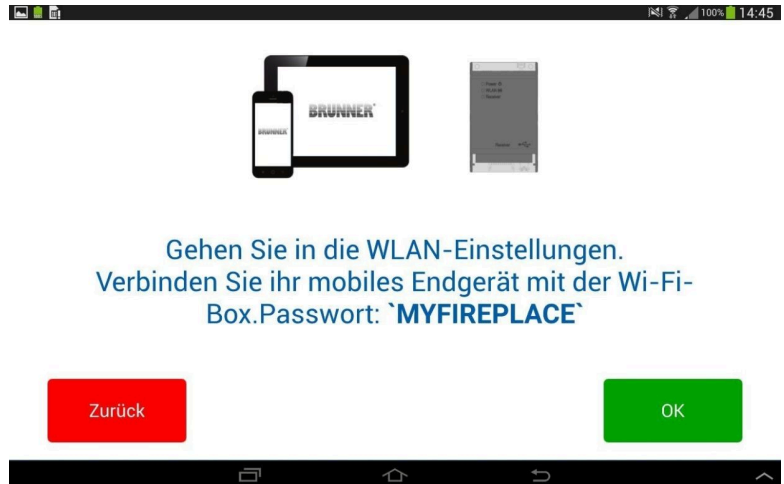 100% 14:45
BRUNNER
BRUNNER
Gehen Sie in die WLAN-Einstellungen.
Verbinden Sie ihr mobiles Endgerät mit der Wi-Fi-
Box.Passwort: `MYFIREPLACE`
Zurück
OK